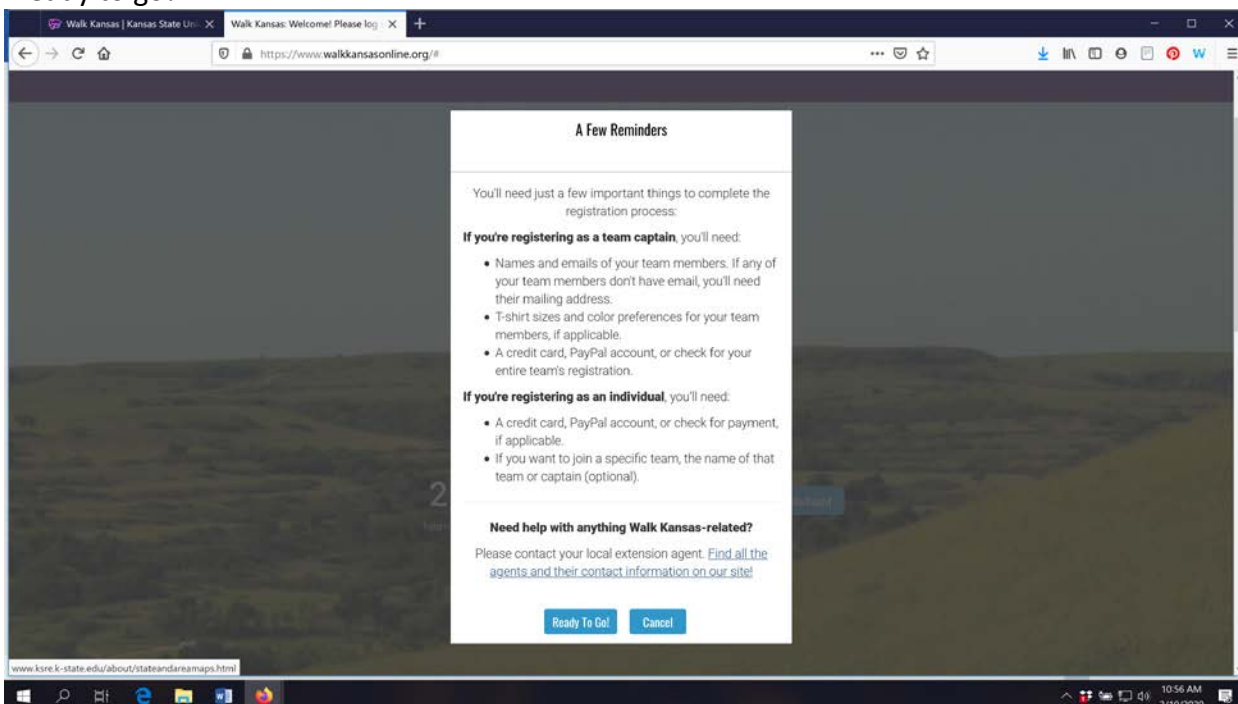 Walk Kansas | Kansas State Uni
Walk Kansas: Welcome! Please log
https://www.walkkansasonline.org/#
A Few Reminders
You'll need just a few important things to complete the
registration process:
If you're registering as a team captain, you'll need:
• Names and emails of your team members. If any of
your team members don't have email, you'll need
their mailing address.
• T-shirt sizes and color preferences for your team
members, if applicable.
• A credit card, PayPal account, or check for your
entire team's registration.
If you're registering as an individual, you'll need:
• A credit card, PayPal account, or check for payment,
if applicable.
• If you want to join a specific team, the name of that
team or captain (optional).
2
Need help with anything Walk Kansas-related?
Please contact your local extension agent. Find all the
agents and their contact information on our site!
Ready To Go! Cancel
www.ksre.k-state.edu/about/stateandareamaps.html
10:56 AM